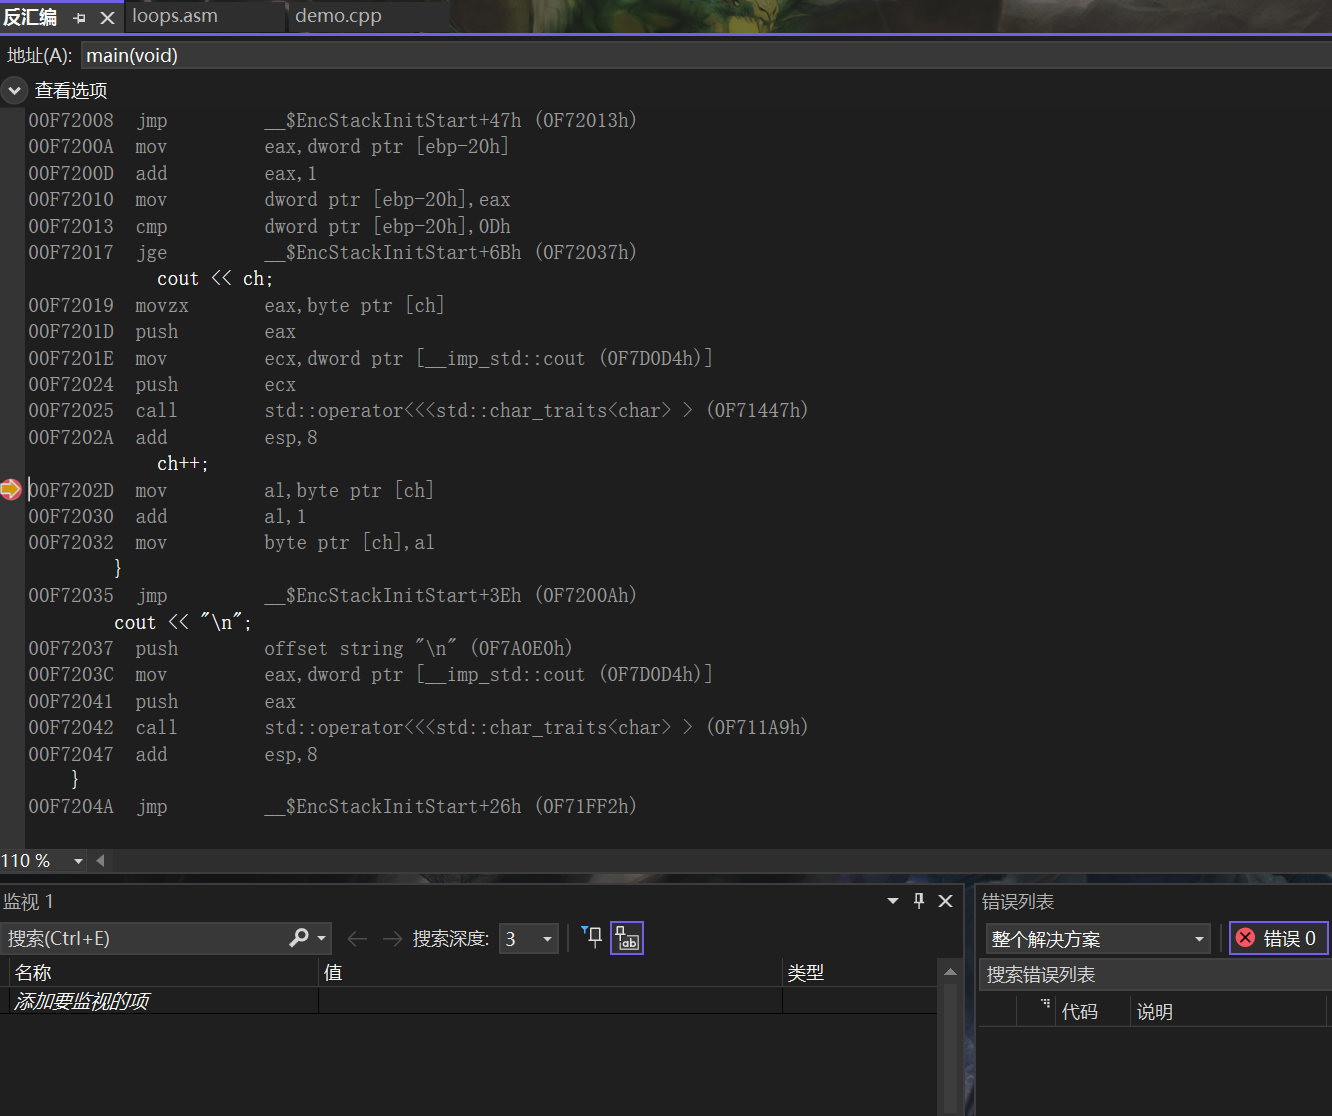 反汇编 loops.asm demo.cpp
地址(A): main(void)
查看选项
00F72008 jmp __$EncStackInitStart+47h (0F72013h)
00F7200A mov eax,dword ptr [ebp-20h]
00F7200D add eax,1
00F72010 mov dword ptr [ebp-20h],eax
00F72013 cmp dword ptr [ebp-20h],0Dh
00F72017 jge __$EncStackInitStart+6Bh (0F72037h)
cout << ch;
00F72019 movzx eax,byte ptr [ch]
00F7201D push eax
00F7201E mov ecx,dword ptr [__imp_std::cout (0F7D0D4h)]
00F72024 push ecx
00F72025 call std::operator<<<std::char_traits<char> > (0F71447h)
00F7202A add esp,8
ch++;
00F7202D mov al,byte ptr [ch]
00F72030 add al,1
00F72032 mov byte ptr [ch],al
}
00F72035 jmp __$EncStackInitStart+3Eh (0F7200Ah)
cout << "\n";
00F72037 push offset string "\n" (0F7A0E0h)
00F7203C mov eax,dword ptr [__imp_std::cout (0F7D0D4h)]
00F72041 push eax
00F72042 call std::operator<<<std::char_traits<char> > (0F711A9h)
00F72047 add esp,8
}
00F7204A jmp __$EncStackInitStart+26h (0F71FF2h)
110 %
监视 1
搜索(Ctrl+E) 搜索深度: 3
名称 值 类型
添加要监视的项
错误列表
整个解决方案 错误 0
搜索错误列表
代码 说明